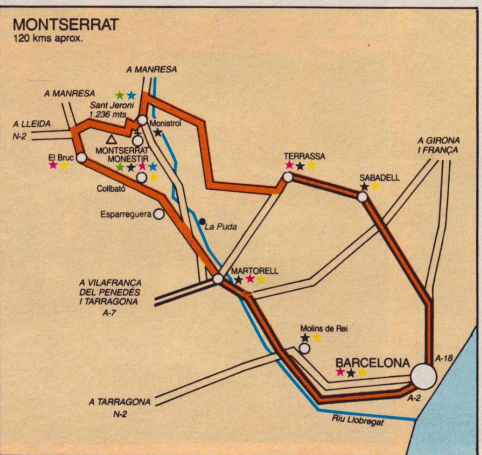 MONTSERRAT
120 kms aprox.
A MANRESA
A MANRESA
Sant Jeroni
1.236 mts
A LLEIDA
N-2
Monistrol
MONTSERRAT
MONESTIR
El Bruc
Collbató
Esparreguera
La Puda
TERRASSA
SABADELL
A GIRONA
I FRANÇA
A VILAFRANCA
DEL PENEDÉS
I TARRAGONA
A-7
MARTORELL
Molins de Rei
BARCELONA
A-18
A-2
A TARRAGONA
N-2
Riu Llobregat